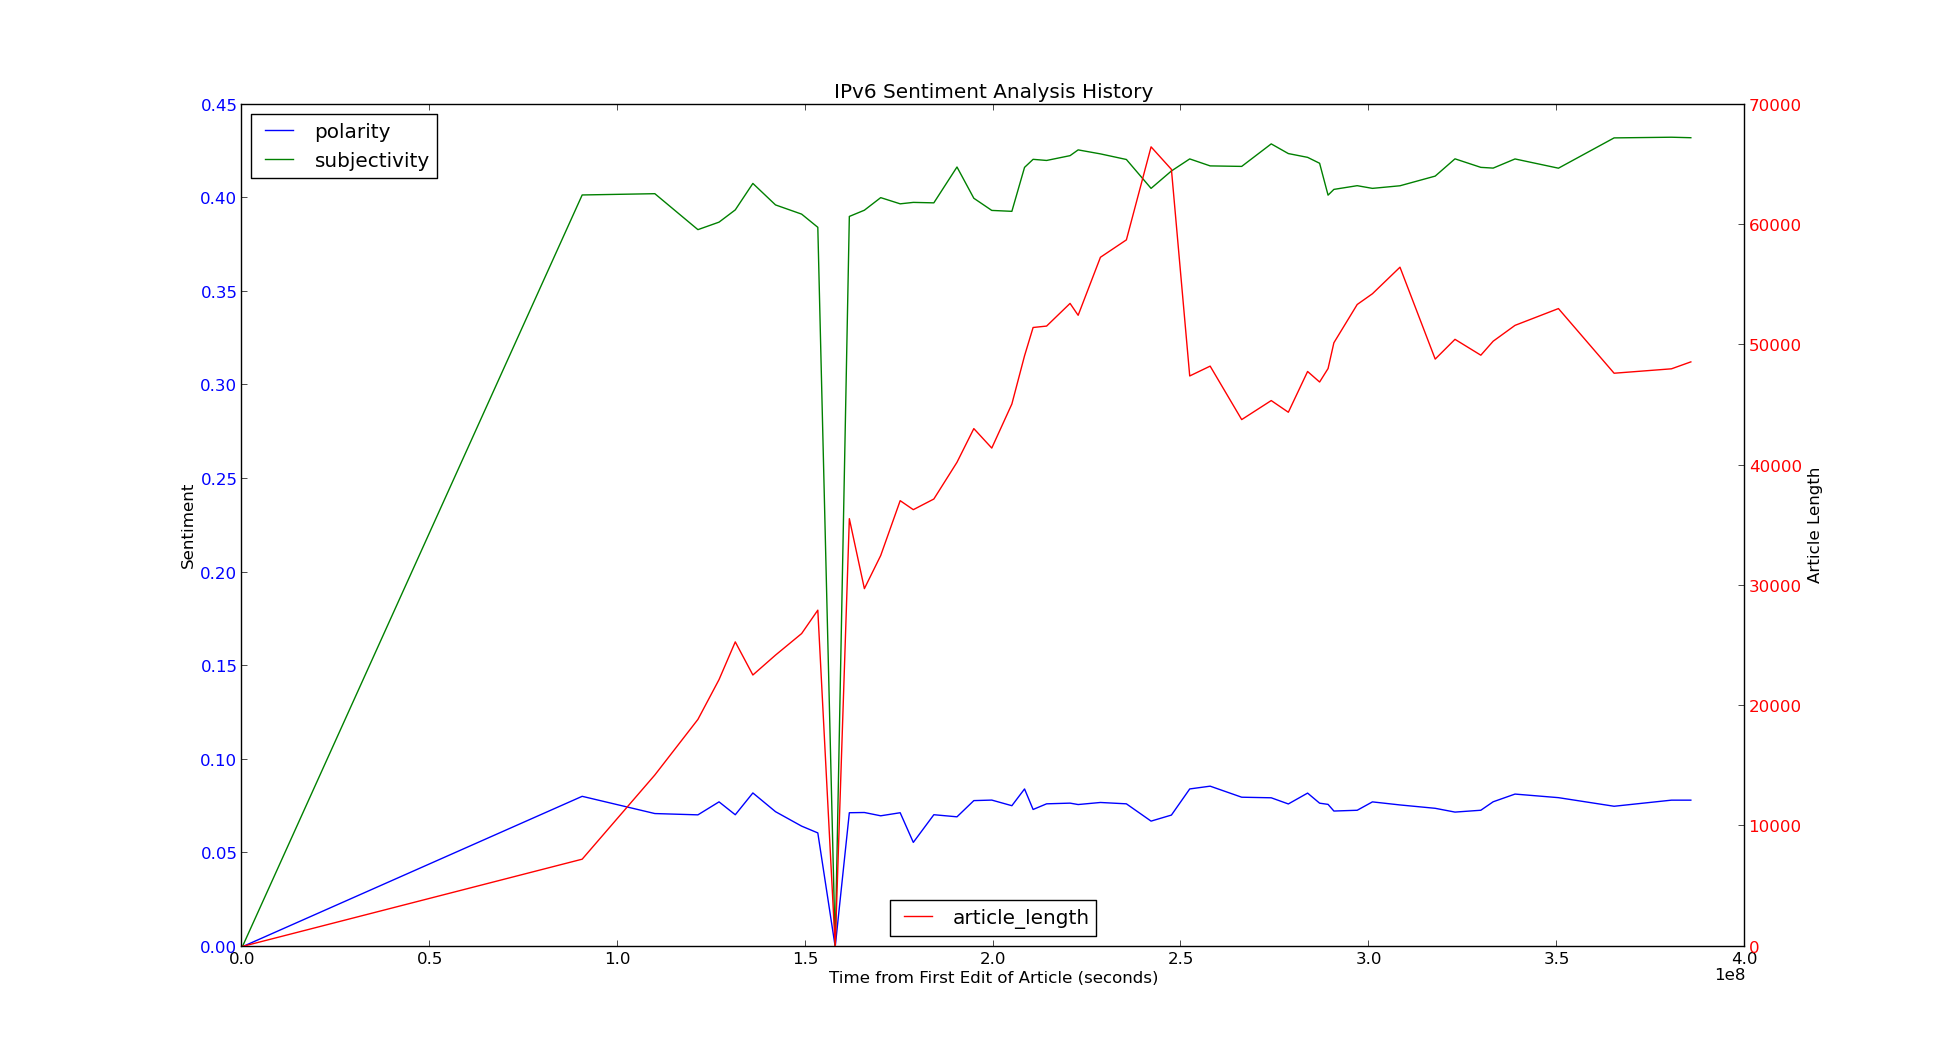 IPv6 Sentiment Analysis History
polarity
subjectivity
article_length
0.45
0.40
0.35
0.30
0.25
0.20
0.15
0.10
0.05
0.00
Sentiment
70000
60000
50000
40000
30000
20000
10000
0
Article Length
0.0 0.5 1.0 1.5 2.0 2.5 3.0 3.5 4.0
1e8
Time from First Edit of Article (seconds)